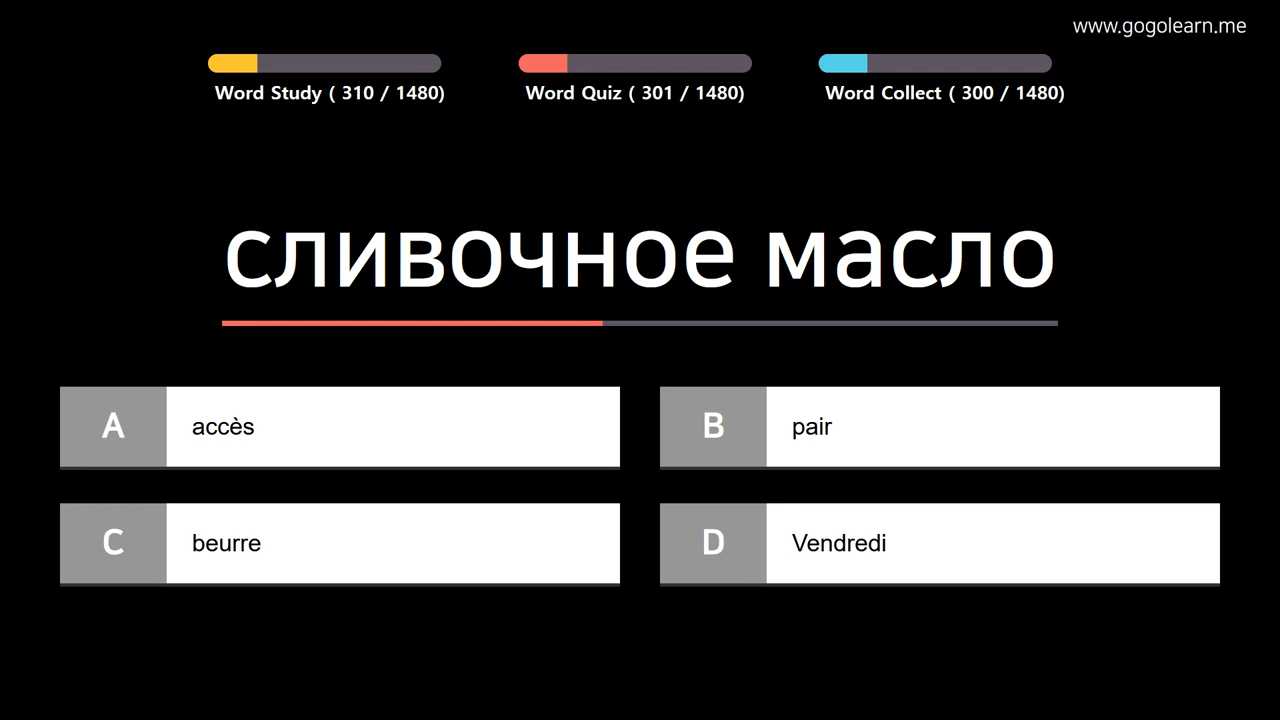 www.gogolearn.me
Word Study ( 310 / 1480)
Word Quiz ( 301 / 1480)
Word Collect ( 300 / 1480)
сливочное масло
A accès
B pair
C beurre
D Vendredi